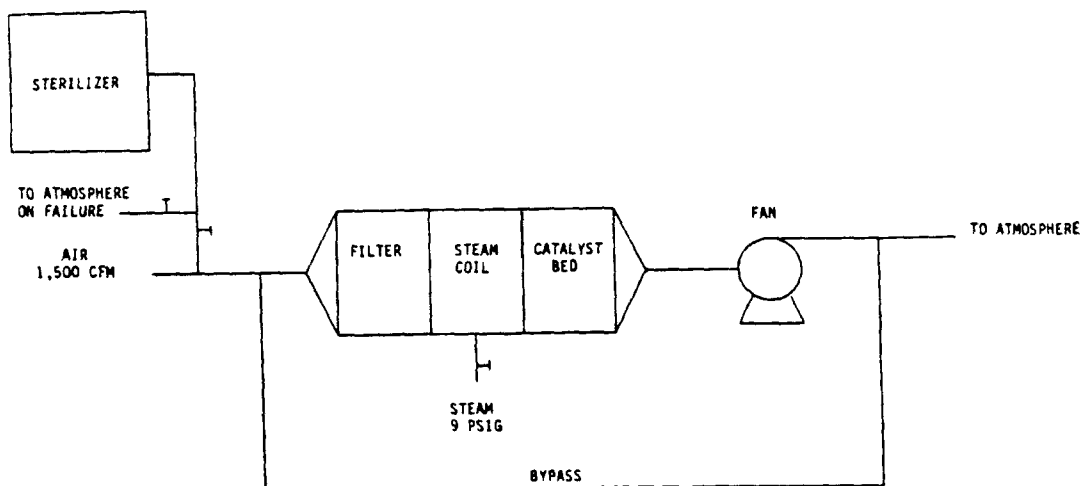 STERILIZER
TO ATMOSPHERE
ON FAILURE
AIR
1,500 CFM
FILTER
STEAM
COIL
CATALYST
BED
FAN
TO ATMOSPHERE
STEAM
9 PSIG
BYPASS